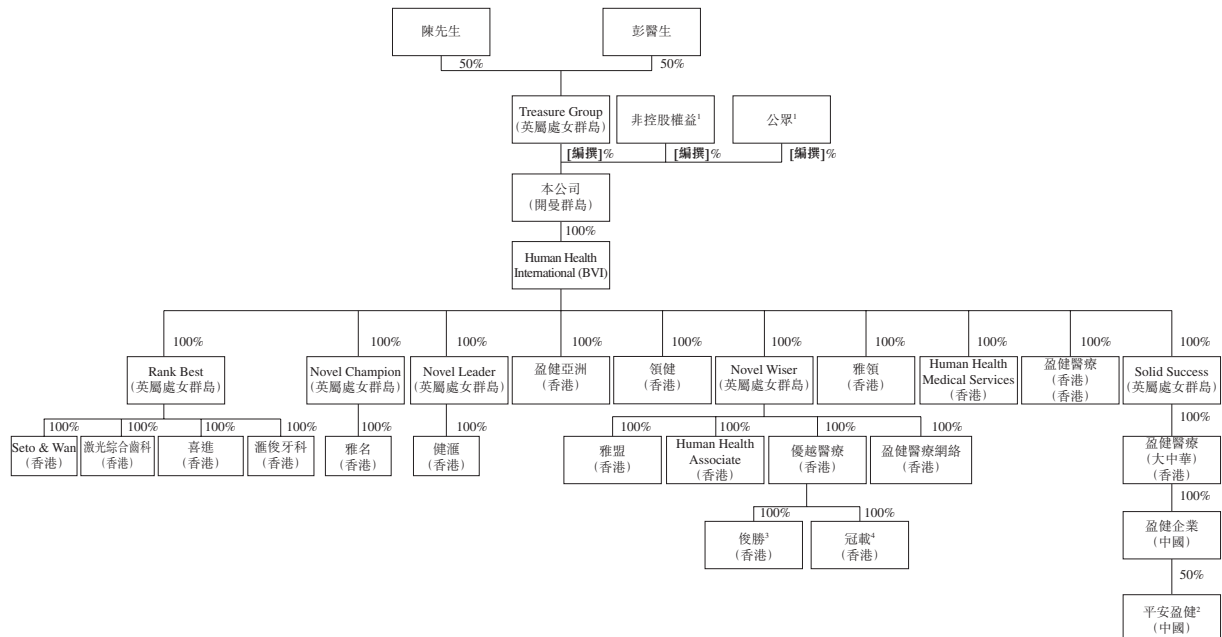 陳先生
彭醫生
50%
50%
Treasure Group
(英屬處女群島)
非控股權益¹
公眾¹
[編撰]%
[編撰]%
[編撰]%
本公司
(開曼群島)
100%
Human Health
International (BVI)
100%
100%
100%
100%
100%
100%
100%
100%
100%
100%
Rank Best
(英屬處女群島)
Novel Champion
(英屬處女群島)
Novel Leader
(英屬處女群島)
盈健亞洲
(香港)
領健
(香港)
Novel Wiser
(英屬處女群島)
雅領
(香港)
Human Health
Medical Services
(香港)
盈健醫療
(香港)
(香港)
Solid Success
(英屬處女群島)
100%
100%
100%
100%
100%
100%
100%
100%
100%
100%
100%
Seto & Wan
(香港)
激光綜合齒科
(香港)
喜進
(香港)
滙俊牙科
(香港)
雅名
(香港)
健滙
(香港)
雅盟
(香港)
Human Health
Associate
(香港)
優越醫療
(香港)
盈健醫療網絡
(香港)
盈健醫療
(大中華)
(香港)
100%
100%
100%
俊勝³
(香港)
冠載⁴
(香港)
盈健企業
(中國)
50%
平安盈健²
(中國)